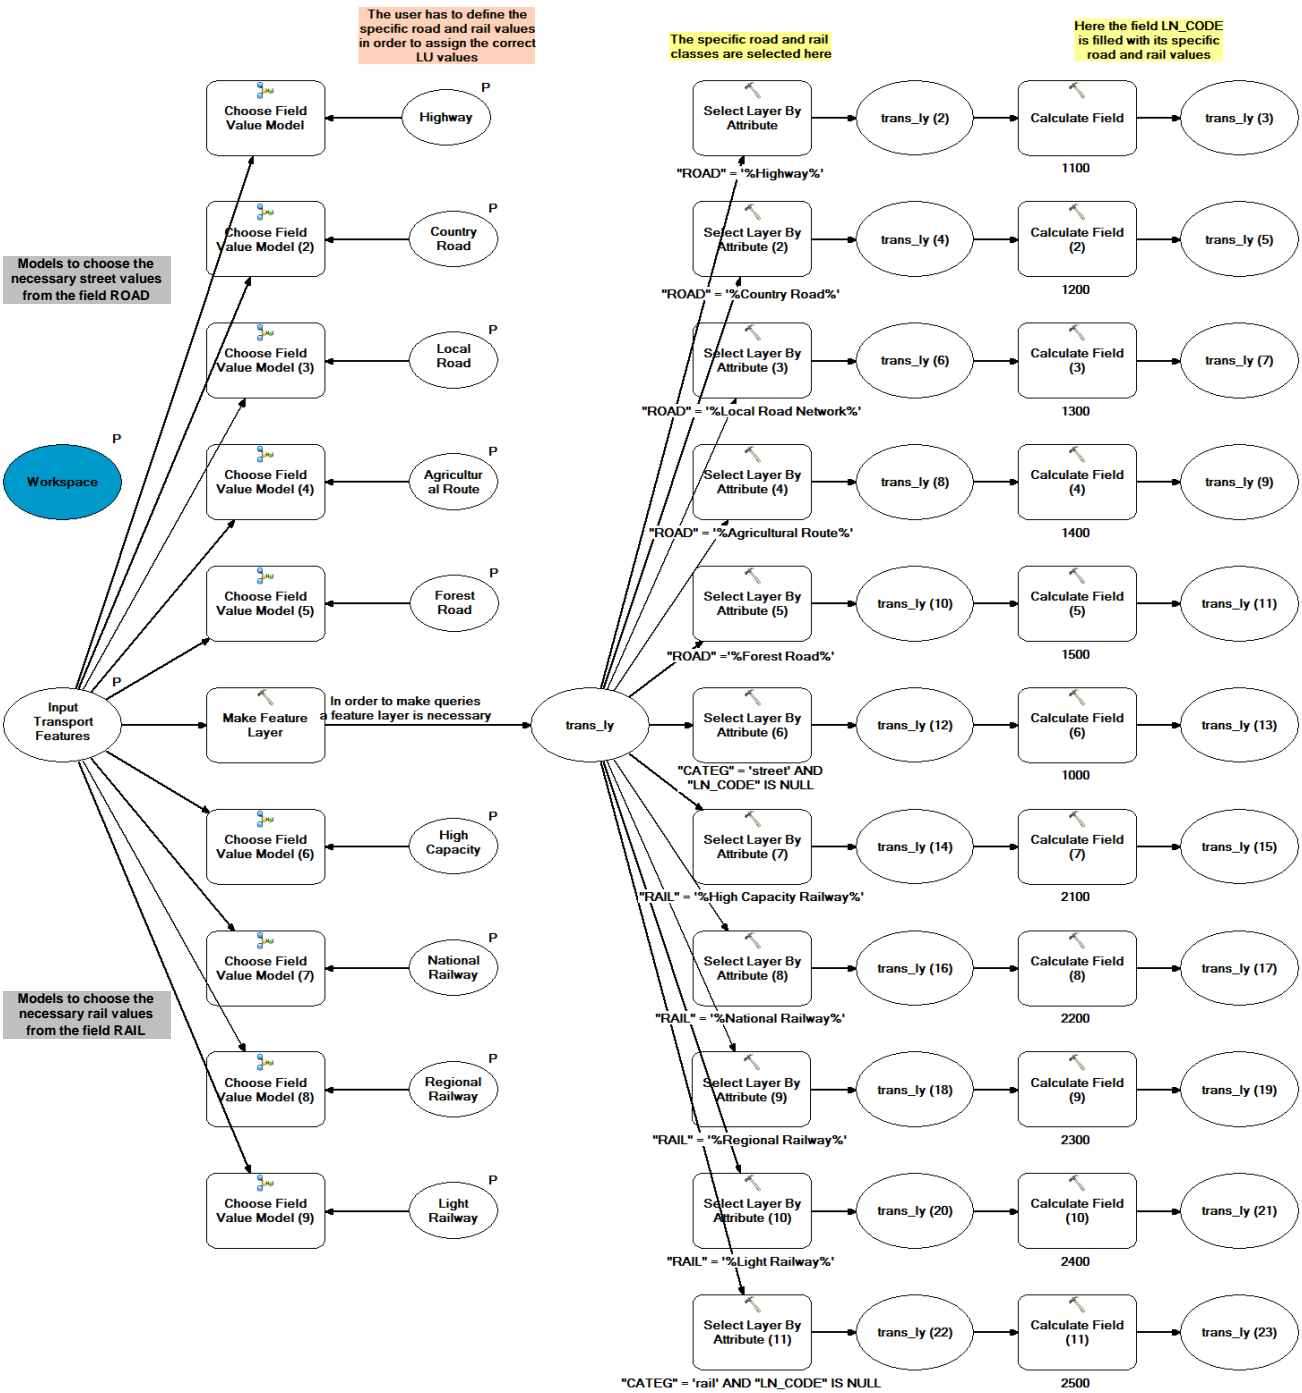 The user has to define the
specific road and rail values
in order to assign the correct
LU values
The specific road and rail
classes are selected here
Here the field LN_CODE
is filled with its specific
road and rail values
Choose Field
Value Model
P
Highway
Select Layer By
Attribute
"ROAD" = '%Highway%'
trans_ly (2)
Calculate Field
1100
trans_ly (3)
Choose Field
Value Model (2)
P
Country
Road
Select Layer By
Attribute (2)
"ROAD" = '%Country Road%'
trans_ly (4)
Calculate Field
(2)
1200
trans_ly (5)
Models to choose the
necessary street values
from the field ROAD
Choose Field
Value Model (3)
P
Local
Road
Select Layer By
Attribute (3)
"ROAD" = '%Local Road Network%'
trans_ly (6)
Calculate Field
(3)
1300
trans_ly (7)
P
Workspace
Choose Field
Value Model (4)
P
Agricultur
al Route
Select Layer By
Attribute (4)
"ROAD" = '%Agricultural Route%'
trans_ly (8)
Calculate Field
(4)
1400
trans_ly (9)
Choose Field
Value Model (5)
P
Forest
Road
Select Layer By
Attribute (5)
"ROAD" ='%Forest Road%'
trans_ly (10)
Calculate Field
(5)
1500
trans_ly (11)
P
Input
Transport
Features
Make Feature
Layer
In order to make queries
a feature layer is necessary
trans_ly
Select Layer By
Attribute (6)
"CATEG" = 'street' AND
"LN_CODE" IS NULL
trans_ly (12)
Calculate Field
(6)
1000
trans_ly (13)
Choose Field
Value Model (6)
P
High
Capacity
Select Layer By
Attribute (7)
"RAIL" = '%High Capacity Railway%'
trans_ly (14)
Calculate Field
(7)
2100
trans_ly (15)
Choose Field
Value Model (7)
P
National
Railway
Select Layer By
Attribute (8)
"RAIL" = '%National Railway%'
trans_ly (16)
Calculate Field
(8)
2200
trans_ly (17)
Models to choose the
necessary rail values
from the field RAIL
Choose Field
Value Model (8)
P
Regional
Railway
Select Layer By
Attribute (9)
"RAIL" = '%Regional Railway%'
trans_ly (18)
Calculate Field
(9)
2300
trans_ly (19)
Choose Field
Value Model (9)
P
Light
Railway
Select Layer By
Attribute (10)
"RAIL" = '%Light Railway%'
trans_ly (20)
Calculate Field
(10)
2400
trans_ly (21)
Select Layer By
Attribute (11)
"CATEG" = 'rail' AND "LN_CODE" IS NULL
trans_ly (22)
Calculate Field
(11)
2500
trans_ly (23)